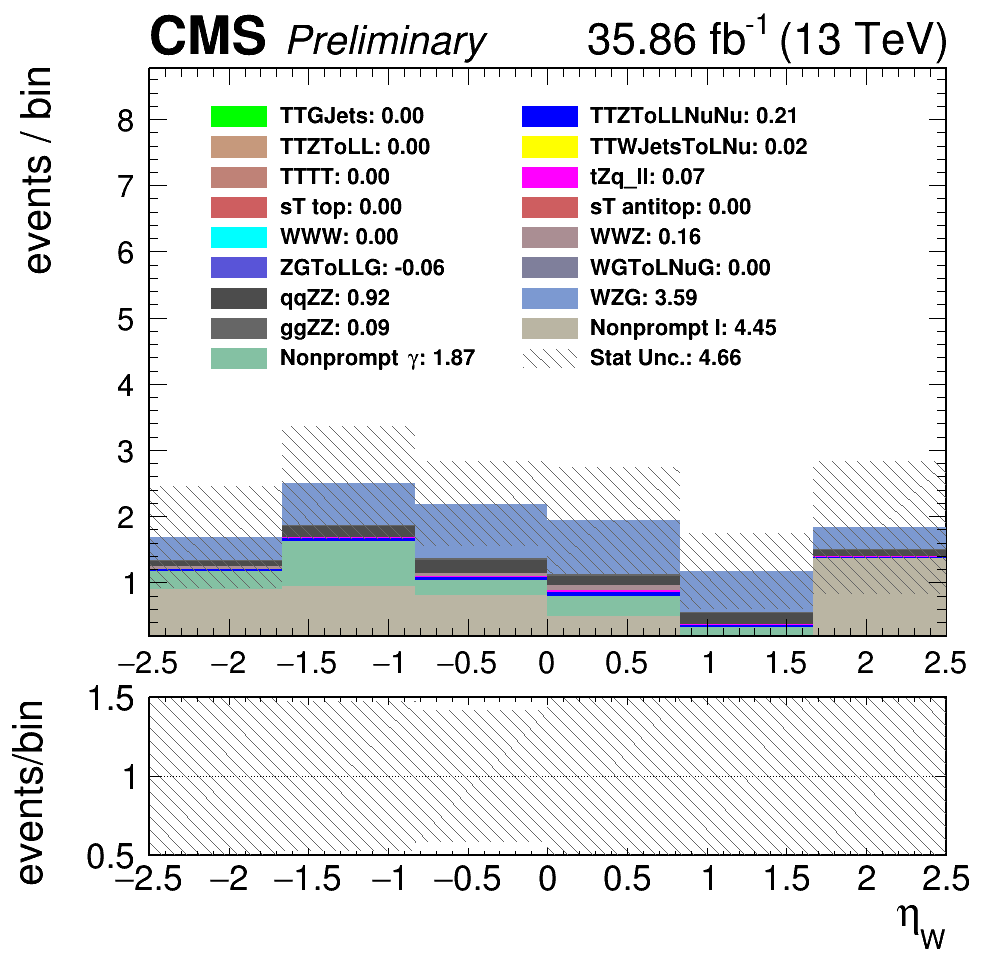 CMS Preliminary 35.86 fb-1 (13 TeV)
events / bin
8
7
6
5
4
3
2
1
TTGJets: 0.00
TTZToLL: 0.00
TTTT: 0.00
sT top: 0.00
WWW: 0.00
ZGToLLG: -0.06
qqZZ: 0.92
ggZZ: 0.09
Nonprompt γ: 1.87
TTZToLLNuNu: 0.21
TTWJetsToLNu: 0.02
tZq_ll: 0.07
sT antitop: 0.00
WWZ: 0.16
WGToLNuG: 0.00
WZG: 3.59
Nonprompt l: 4.45
Stat Unc.: 4.66
−2.5 −2 −1.5 −1 −0.5 0 0.5 1 1.5 2 2.5
events/bin
1.5
1
0.5
−2.5 −2 −1.5 −1 −0.5 0 0.5 1 1.5 2 2.5
ηW